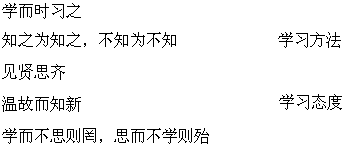 学而时习之
知之为知之，不知为不知 学习方法
见贤思齐
温故而知新 学习态度
学而不思则罔，思而不学则殆